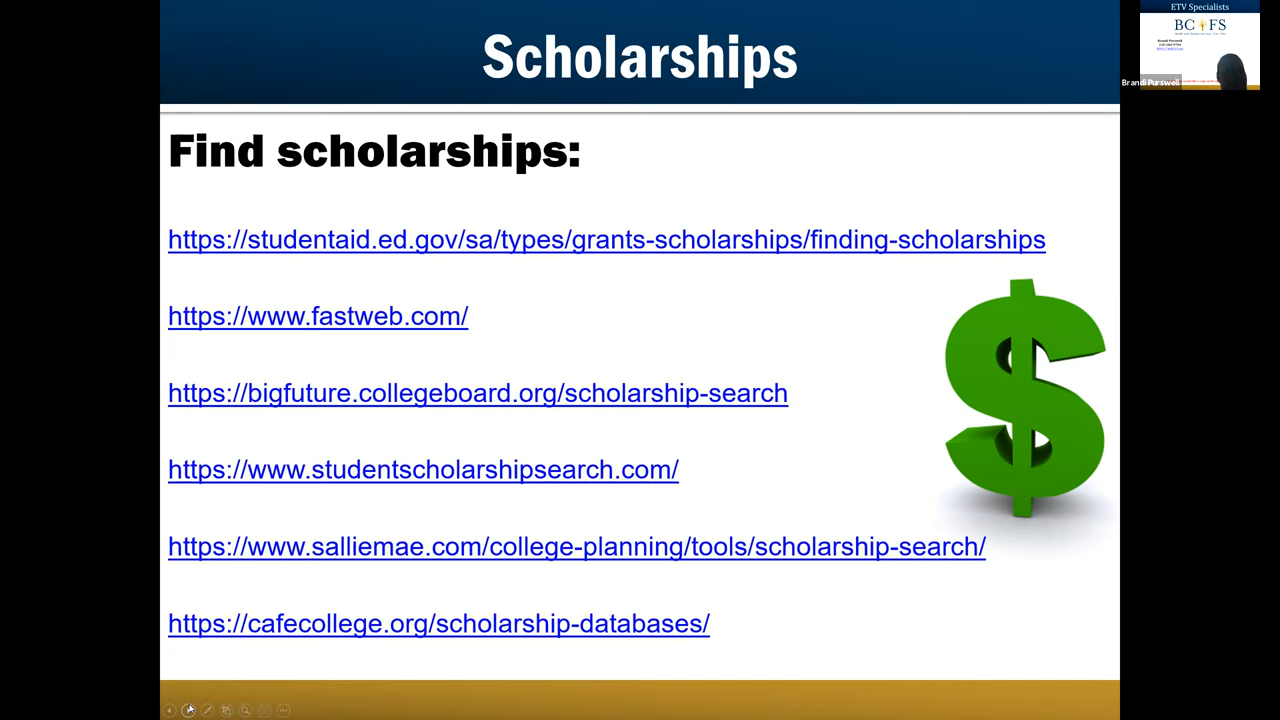 Scholarships
Find scholarships:
https://studentaid.ed.gov/sa/types/grants-scholarships/finding-scholarships
https://www.fastweb.com/
https://bigfuture.collegeboard.org/scholarship-search
https://www.studentscholarshipsearch.com/
https://www.salliemae.com/college-planning/tools/scholarship-search/
https://cafecollege.org/scholarship-databases/
ETV Specialists
BC FS
Brandi Purswell
Brandi Purswell